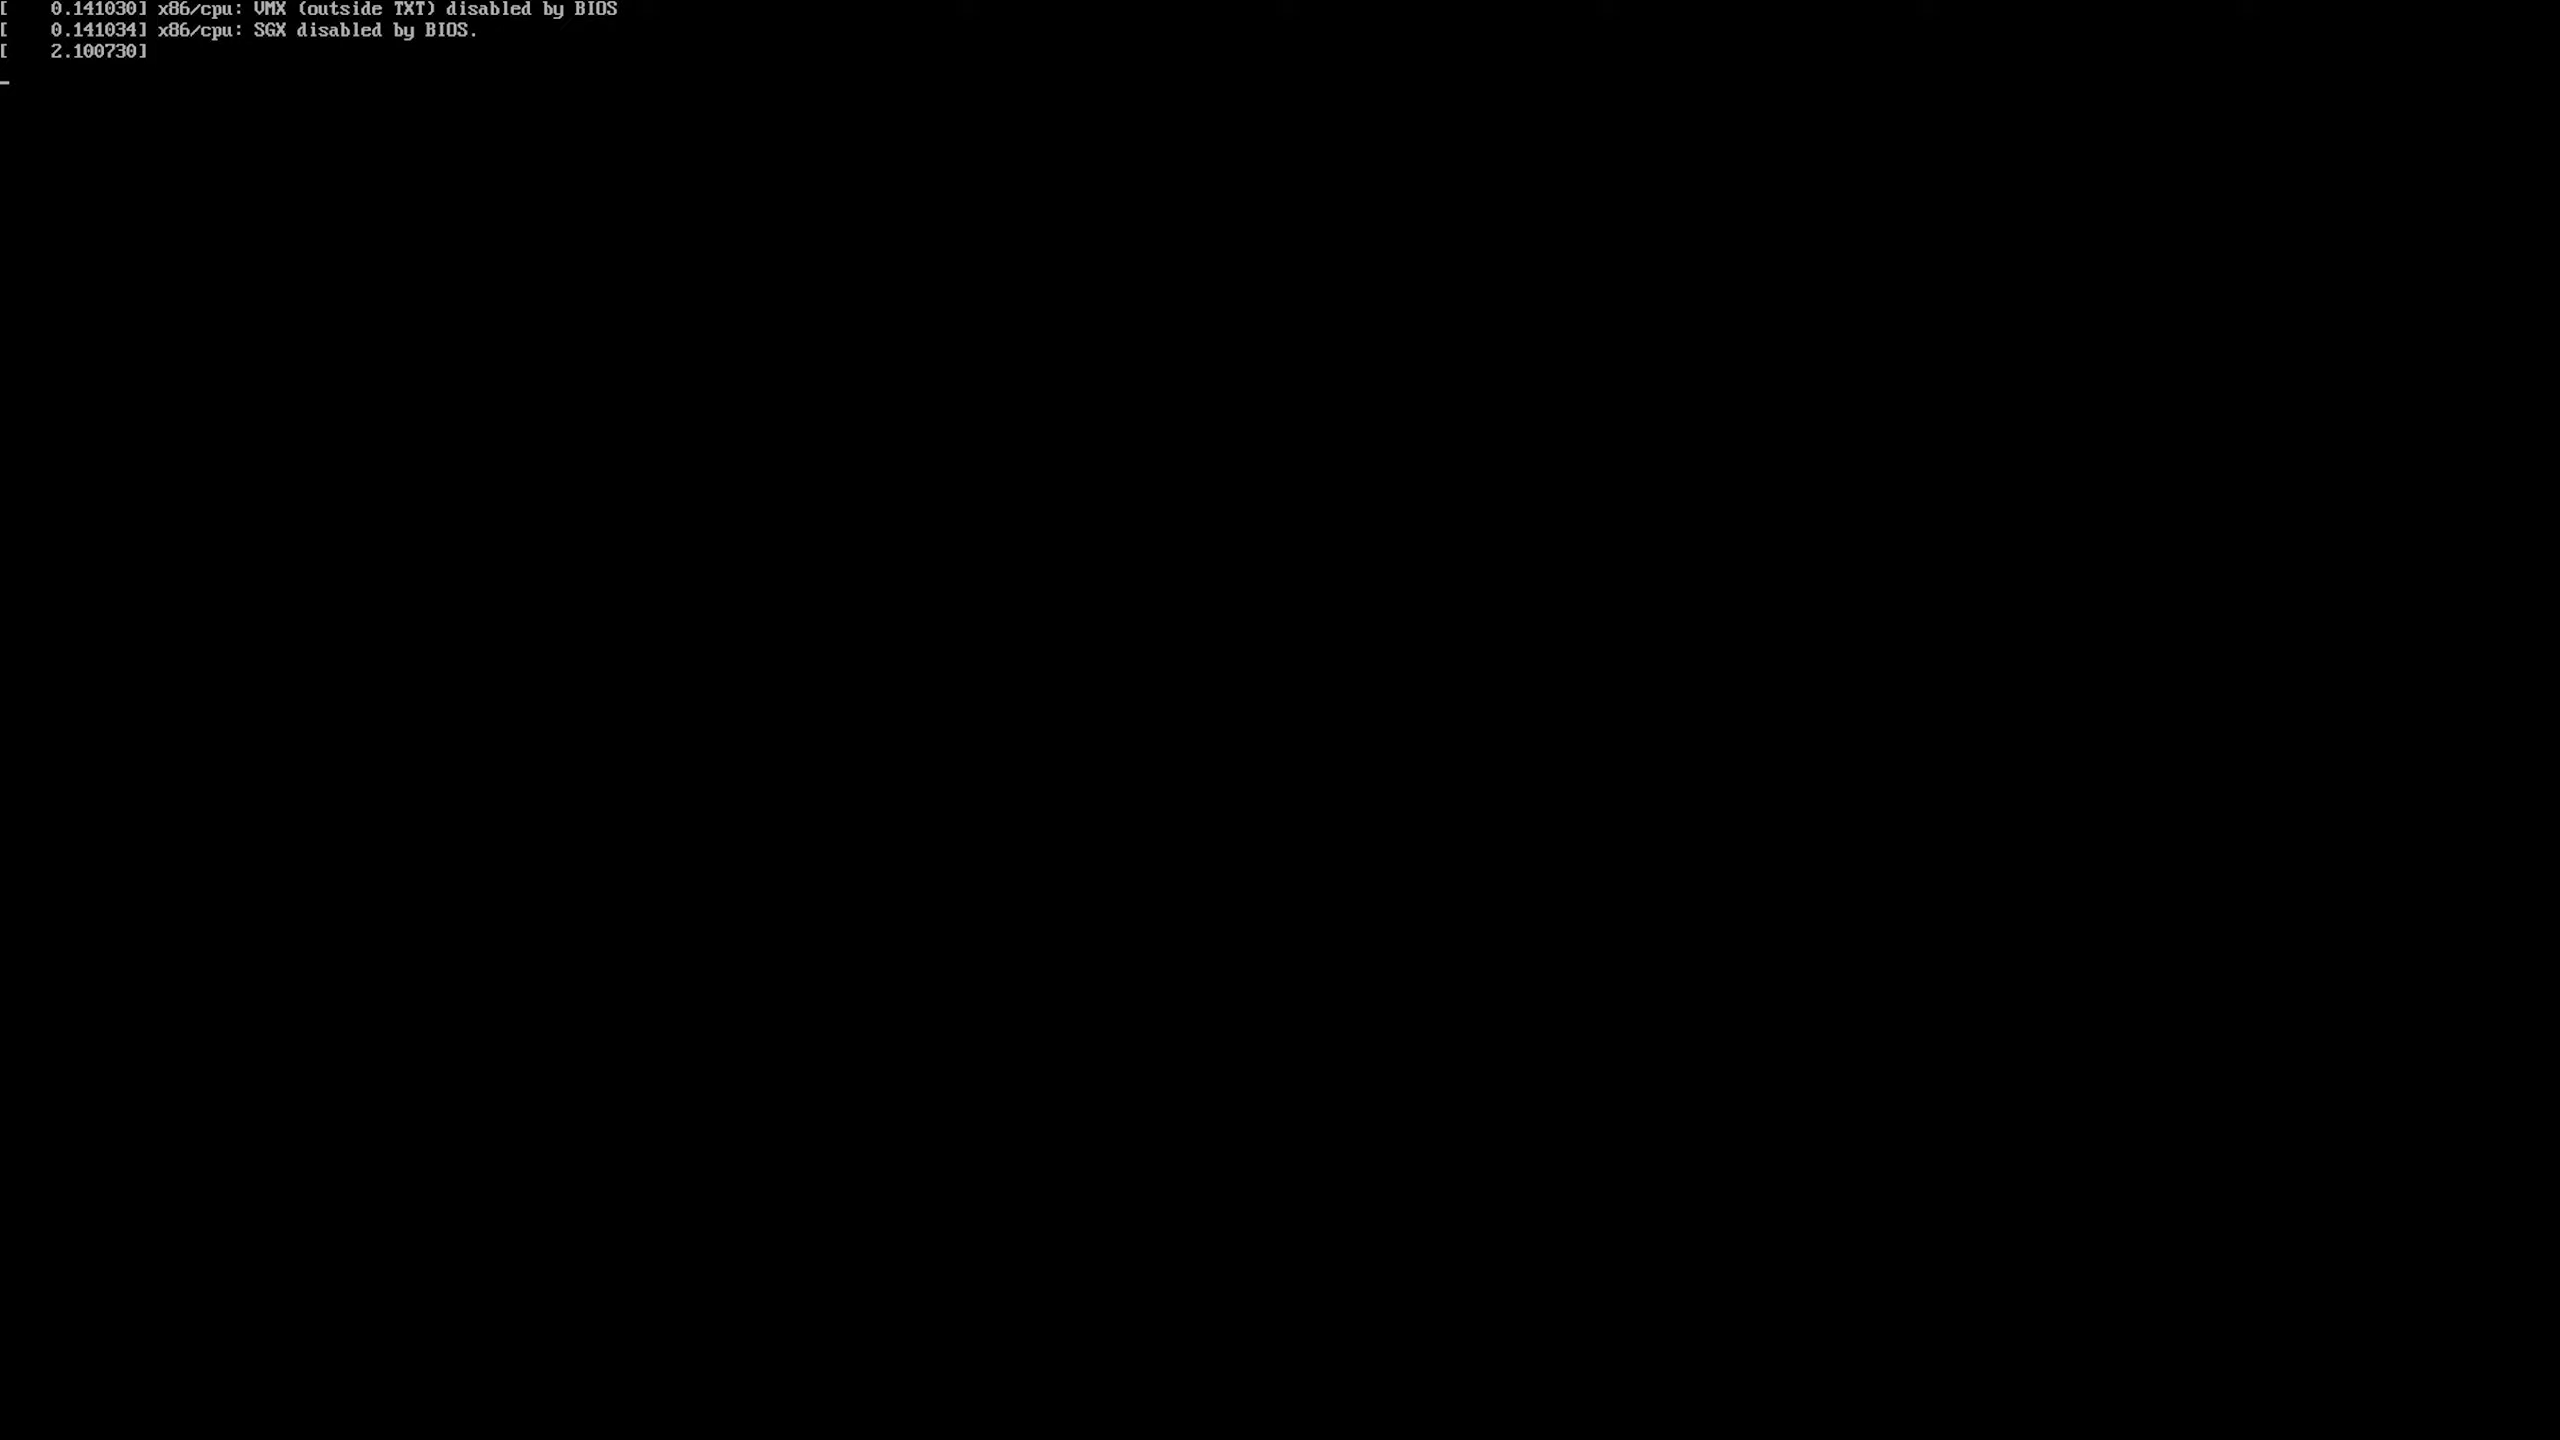 [    0.141030] x86/cpu: VMX (outside TXT) disabled by BIOS
[    0.141034] x86/cpu: SGX disabled by BIOS.
[    2.100730]